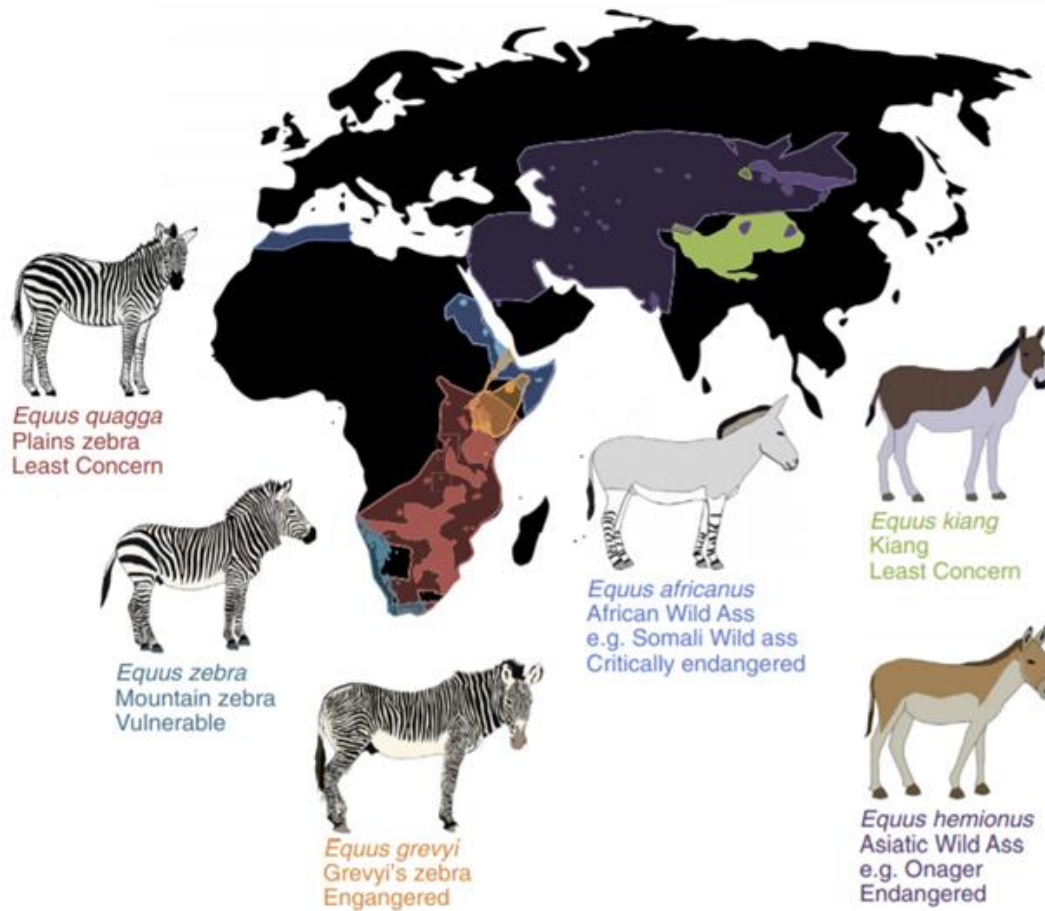 Equus quagga
Plains zebra
Least Concern
Equus zebra
Mountain zebra
Vulnerable
Equus grevyi
Grevyi's zebra
Engangered
Equus africanus
African Wild Ass
e.g. Somali Wild ass
Critically endangered
Equus kiang
Kiang
Least Concern
Equus hemionus
Asiatic Wild Ass
e.g. Onager
Endangered